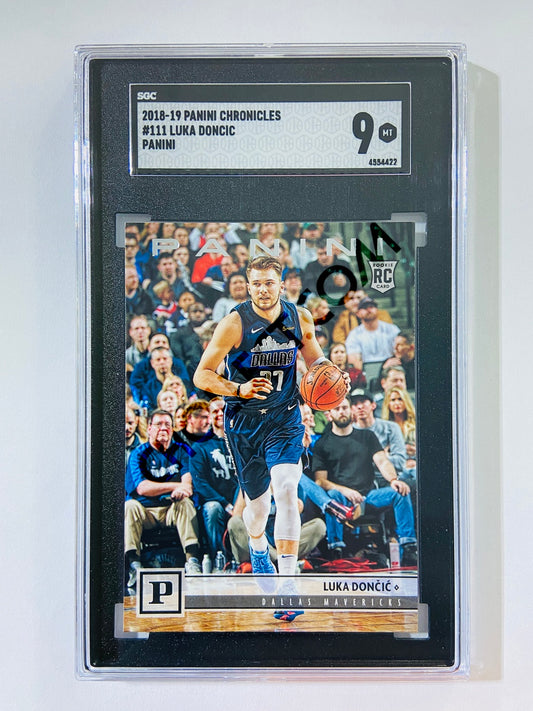 SGC
2018-19 PANINI CHRONICLES
#111 LUKA DONCIC
PANINI
9 MT
4554422
PANINI
ROOKIE
RC
CARD
DALLAS
77
P
LUKA DONČIĆ
DALLAS MAVERICKS